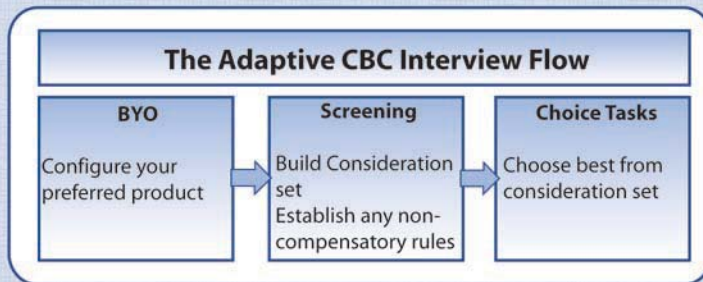 The Adaptive CBC Interview Flow
BYO
Configure your
preferred product
Screening
Build Consideration
set
Establish any non-
compensatory rules
Choice Tasks
Choose best from
consideration set